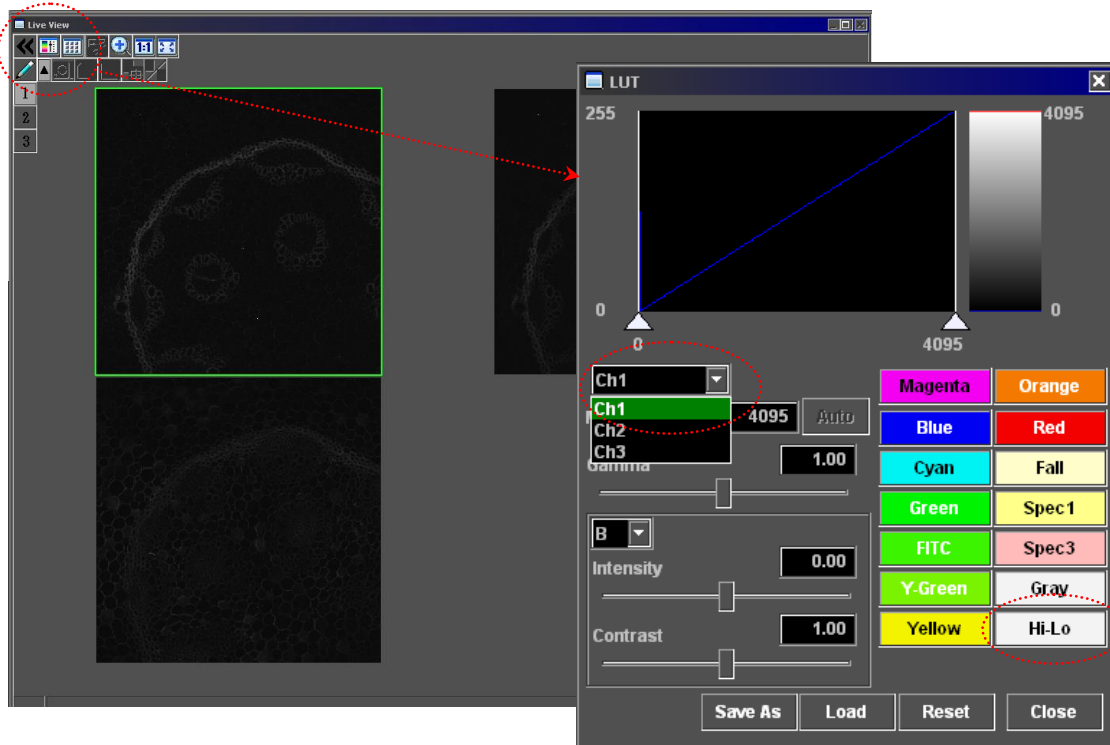 Live View
1:1
1
2
3
LUT
255
4095
0
0
0
4095
Ch1
Ch1
Ch2
Ch3
4095
Auto
Gamma
1.00
B
Intensity
0.00
Contrast
1.00
Magenta
Orange
Blue
Red
Cyan
Fall
Green
Spec1
FITC
Spec3
Y-Green
Gray
Yellow
Hi-Lo
Save As
Load
Reset
Close